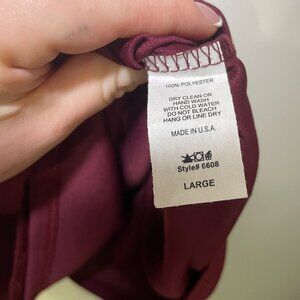 100% POLYESTER
DRY CLEAN OR
HAND WASH
WITH COLD WATER
DO NOT BLEACH
HANG OR LINE DRY
MADE IN U.S.A.
Style# 6608
LARGE